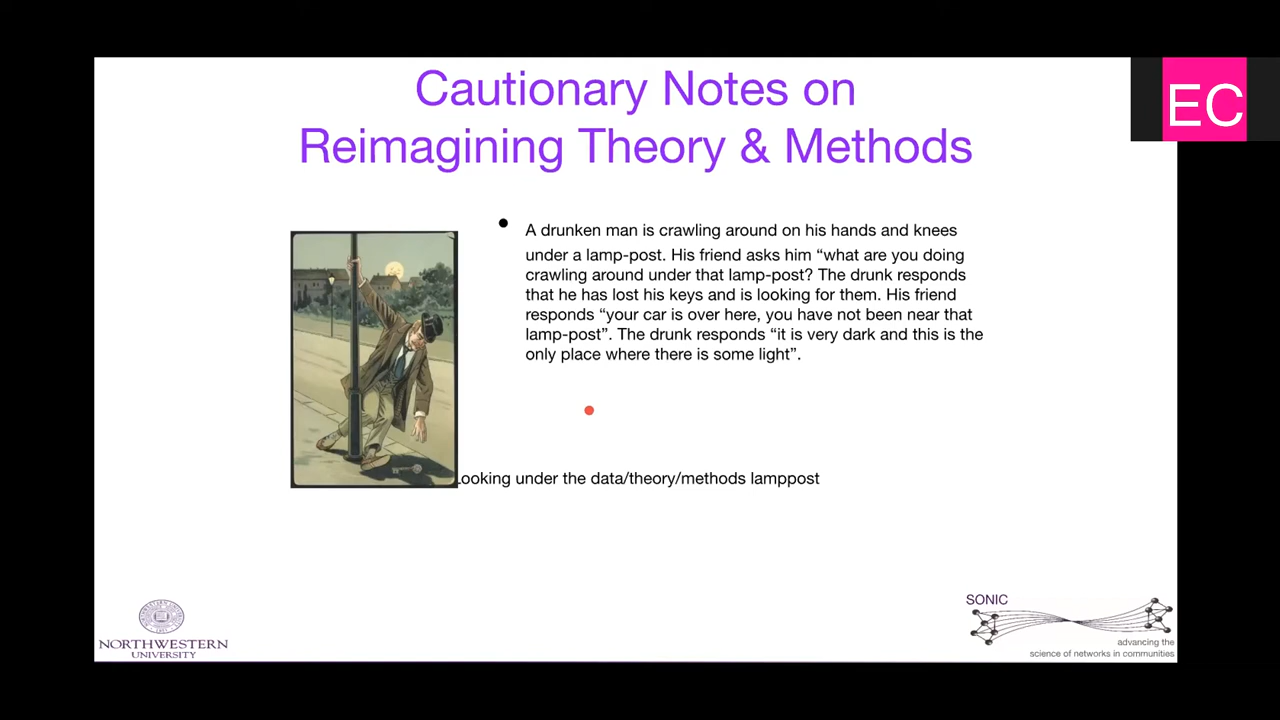 Cautionary Notes on
Reimagining Theory & Methods
EC
• A drunken man is crawling around on his hands and knees
under a lamp-post. His friend asks him “what are you doing
crawling around under that lamp-post? The drunk responds
that he has lost his keys and is looking for them. His friend
responds “your car is over here, you have not been near that
lamp-post”. The drunk responds “it is very dark and this is the
only place where there is some light”.
Looking under the data/theory/methods lamppost
NORTHWESTERN
UNIVERSITY
SONIC
advancing the
science of networks in communities